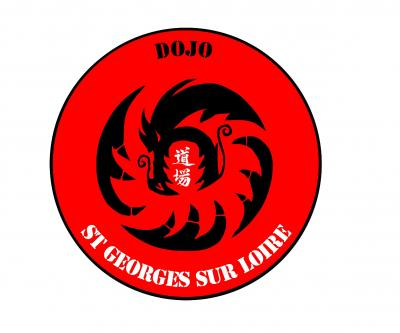 DOJO
道
場
ST GEORGES SUR LOIRE